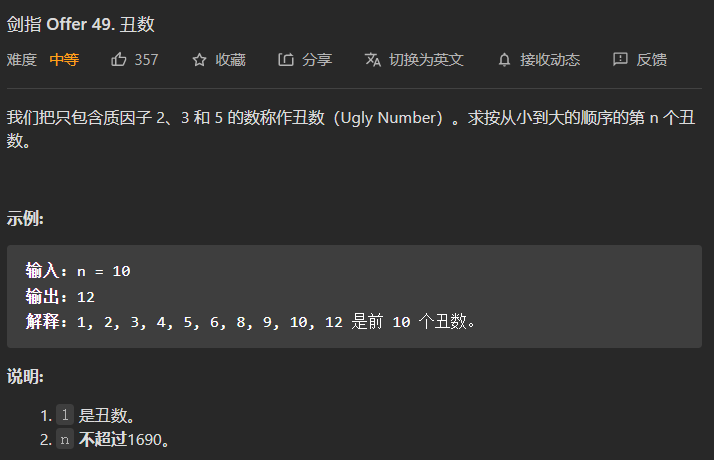 剑指 Offer 49. 丑数
难度 中等 357 收藏 分享 切换为英文 接收动态 反馈
我们把只包含质因子 2、3 和 5 的数称作丑数（Ugly Number）。求按从小到大的顺序的第 n 个丑
数。
示例:
输入: n = 10
输出: 12
解释: 1, 2, 3, 4, 5, 6, 8, 9, 10, 12 是前 10 个丑数。
说明:
1. 1 是丑数。
2. n 不超过1690。